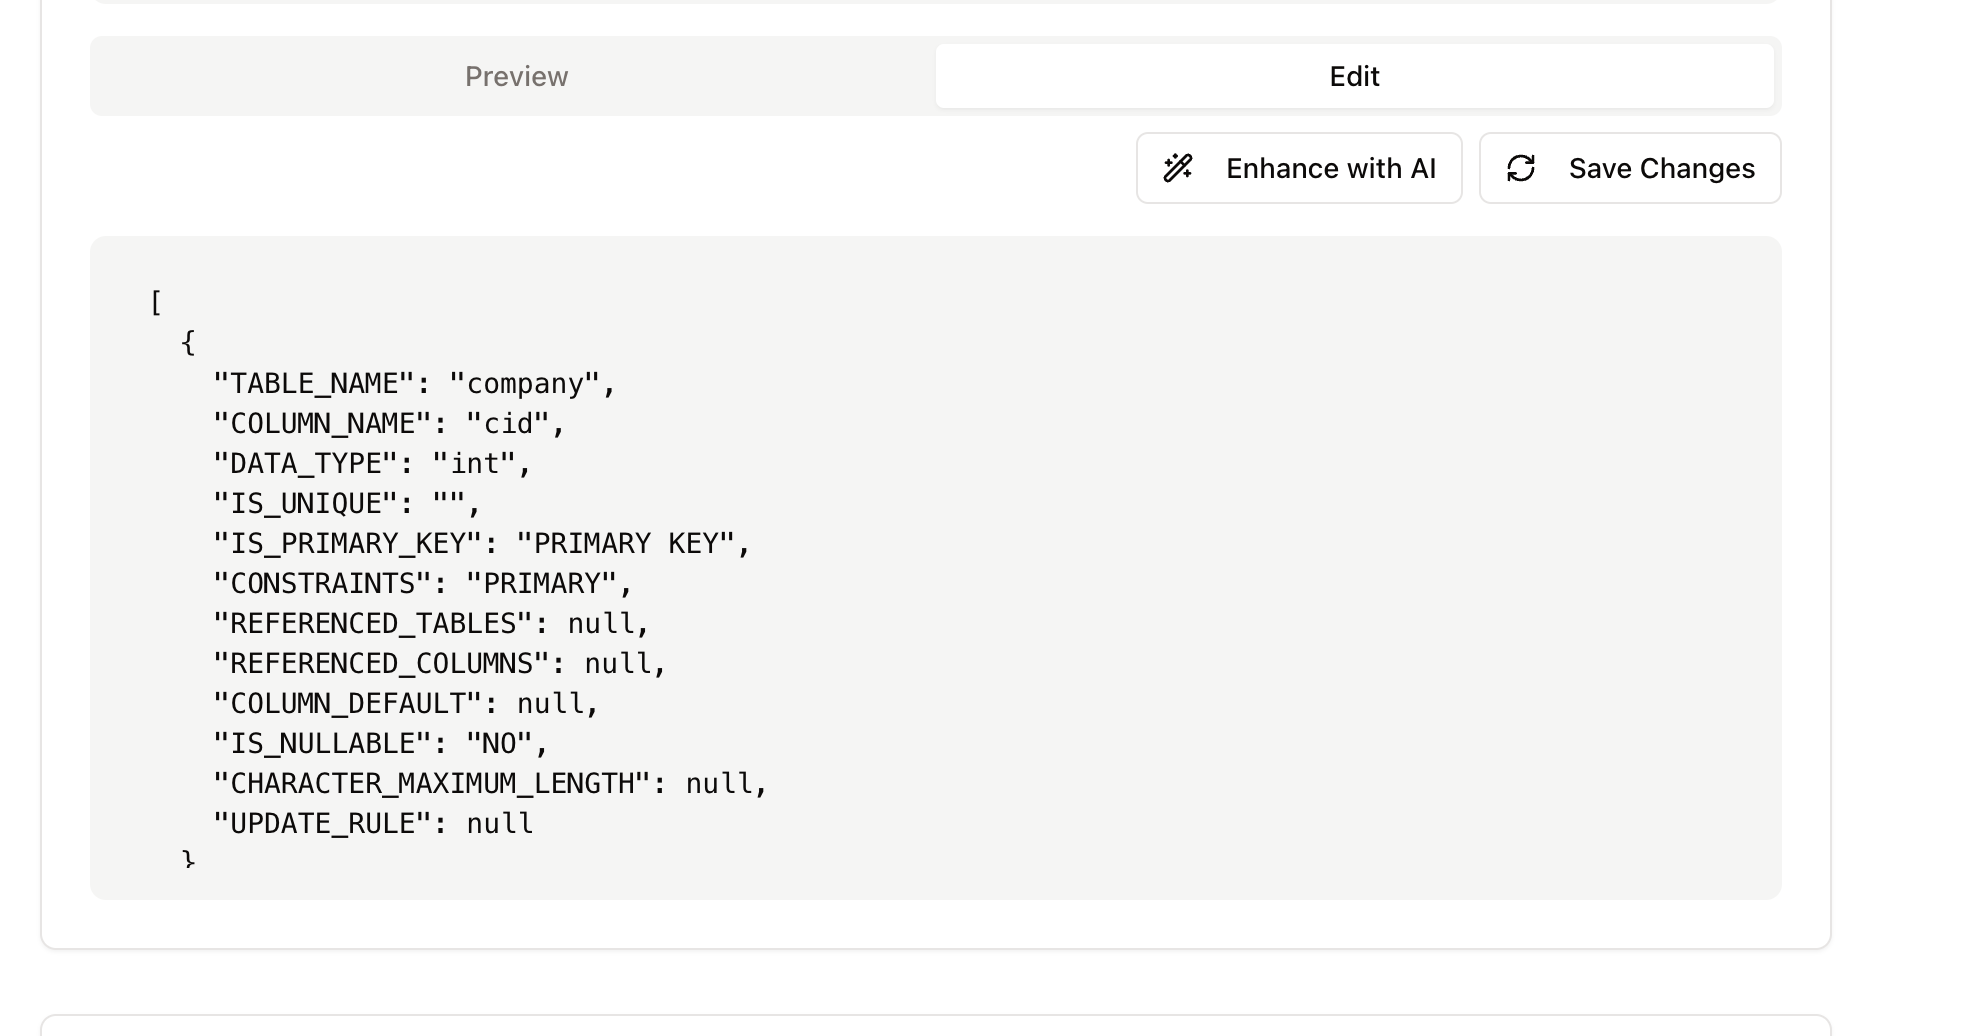 Preview
Edit
Enhance with AI
Save Changes
[
{
"TABLE_NAME": "company",
"COLUMN_NAME": "cid",
"DATA_TYPE": "int",
"IS_UNIQUE": "",
"IS_PRIMARY_KEY": "PRIMARY KEY",
"CONSTRAINTS": "PRIMARY",
"REFERENCED_TABLES": null,
"REFERENCED_COLUMNS": null,
"COLUMN_DEFAULT": null,
"IS_NULLABLE": "NO",
"CHARACTER_MAXIMUM_LENGTH": null,
"UPDATE_RULE": null
}